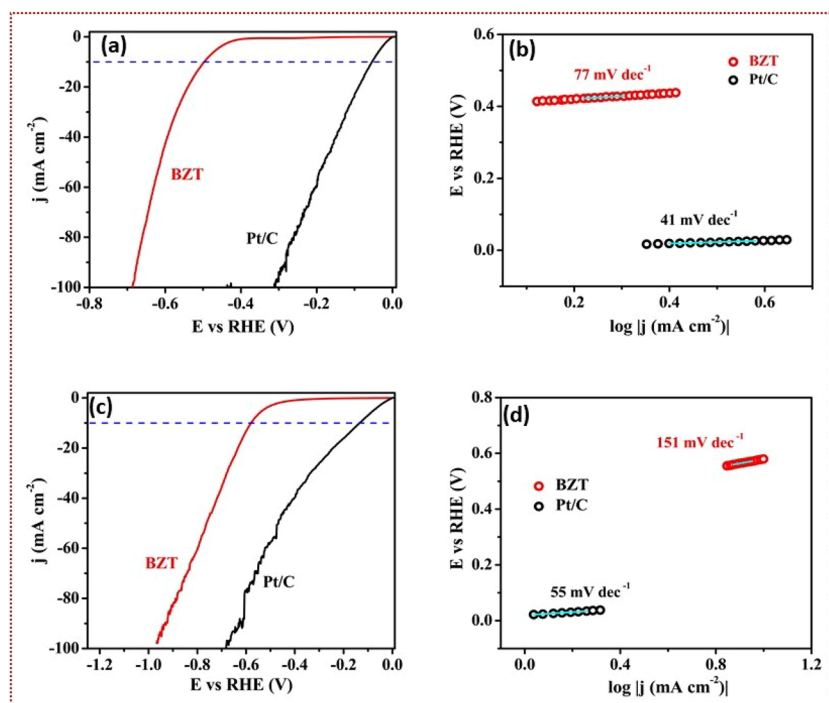 (a)
0
-20
-40
-60
-80
-100
j (mA cm⁻²)
BZT
Pt/C
-0.8 -0.6 -0.4 -0.2 0.0
E vs RHE (V)
(b)
0.6
0.4
0.2
0.0
E vs RHE (V)
77 mV dec⁻¹
BZT
Pt/C
41 mV dec⁻¹
0.2 0.4 0.6
log |j (mA cm⁻²)|
(c)
0
-20
-40
-60
-80
-100
j (mA cm⁻²)
BZT
Pt/C
-1.2 -1.0 -0.8 -0.6 -0.4 -0.2 0.0
E vs RHE (V)
(d)
0.8
0.6
0.4
0.2
0.0
E vs RHE (V)
151 mV dec⁻¹
BZT
Pt/C
55 mV dec⁻¹
0.0 0.4 0.8 1.2
log |j (mA cm⁻²)|